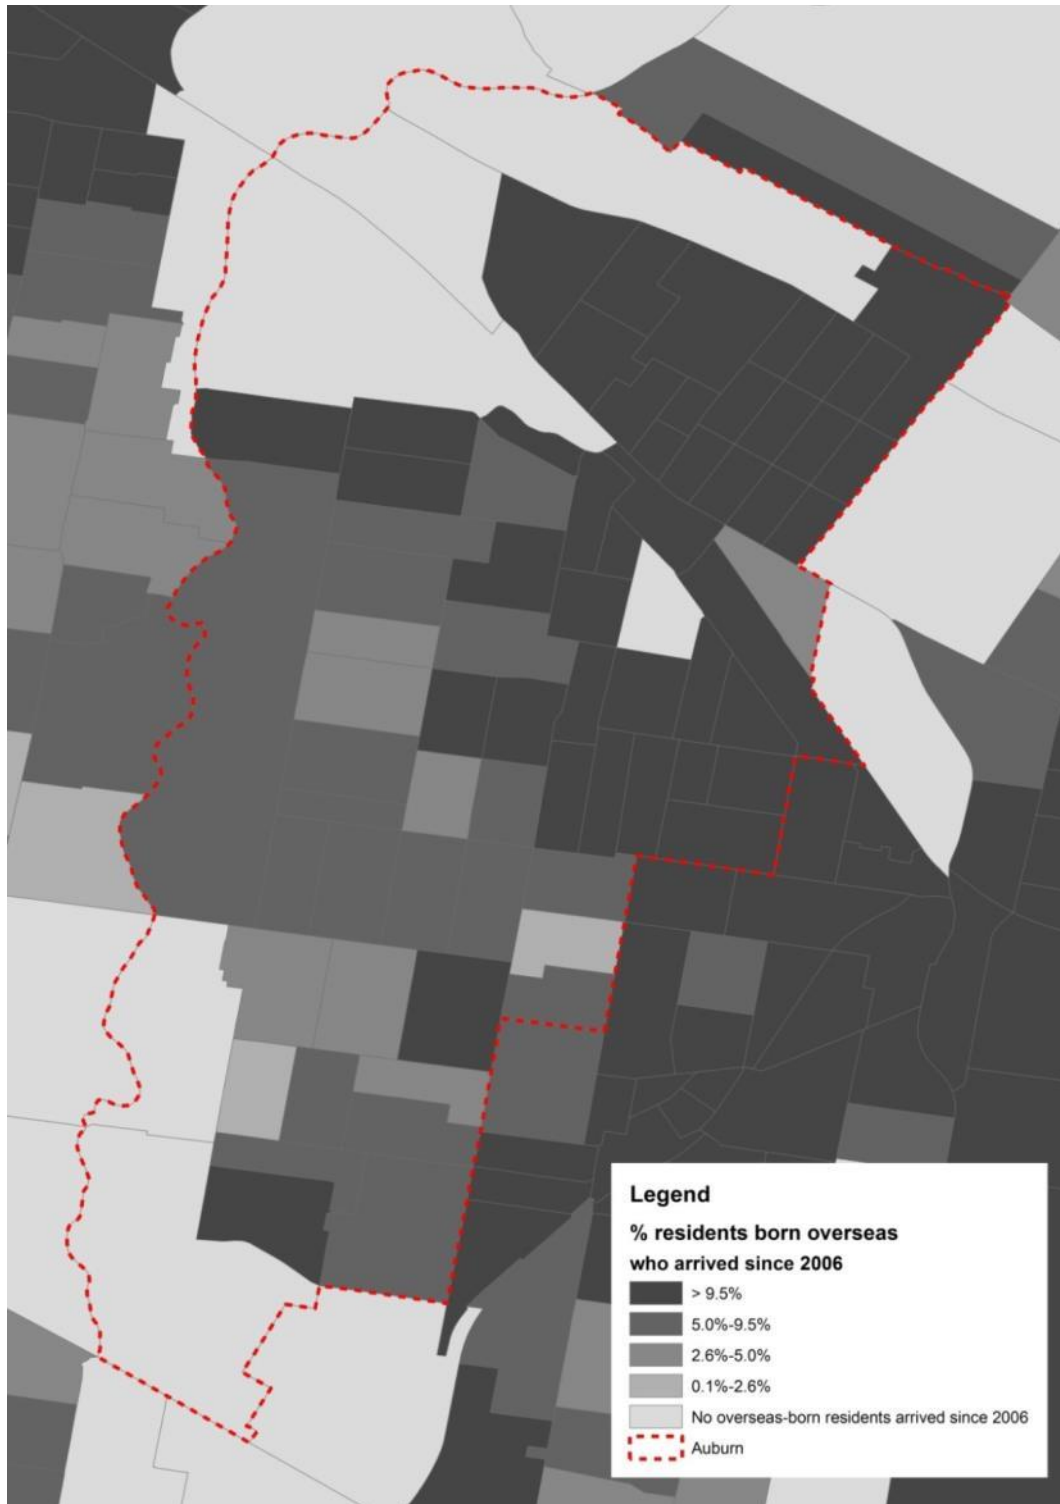 Legend
% residents born overseas
who arrived since 2006
> 9.5%
5.0%-9.5%
2.6%-5.0%
0.1%-2.6%
No overseas-born residents arrived since 2006
Auburn